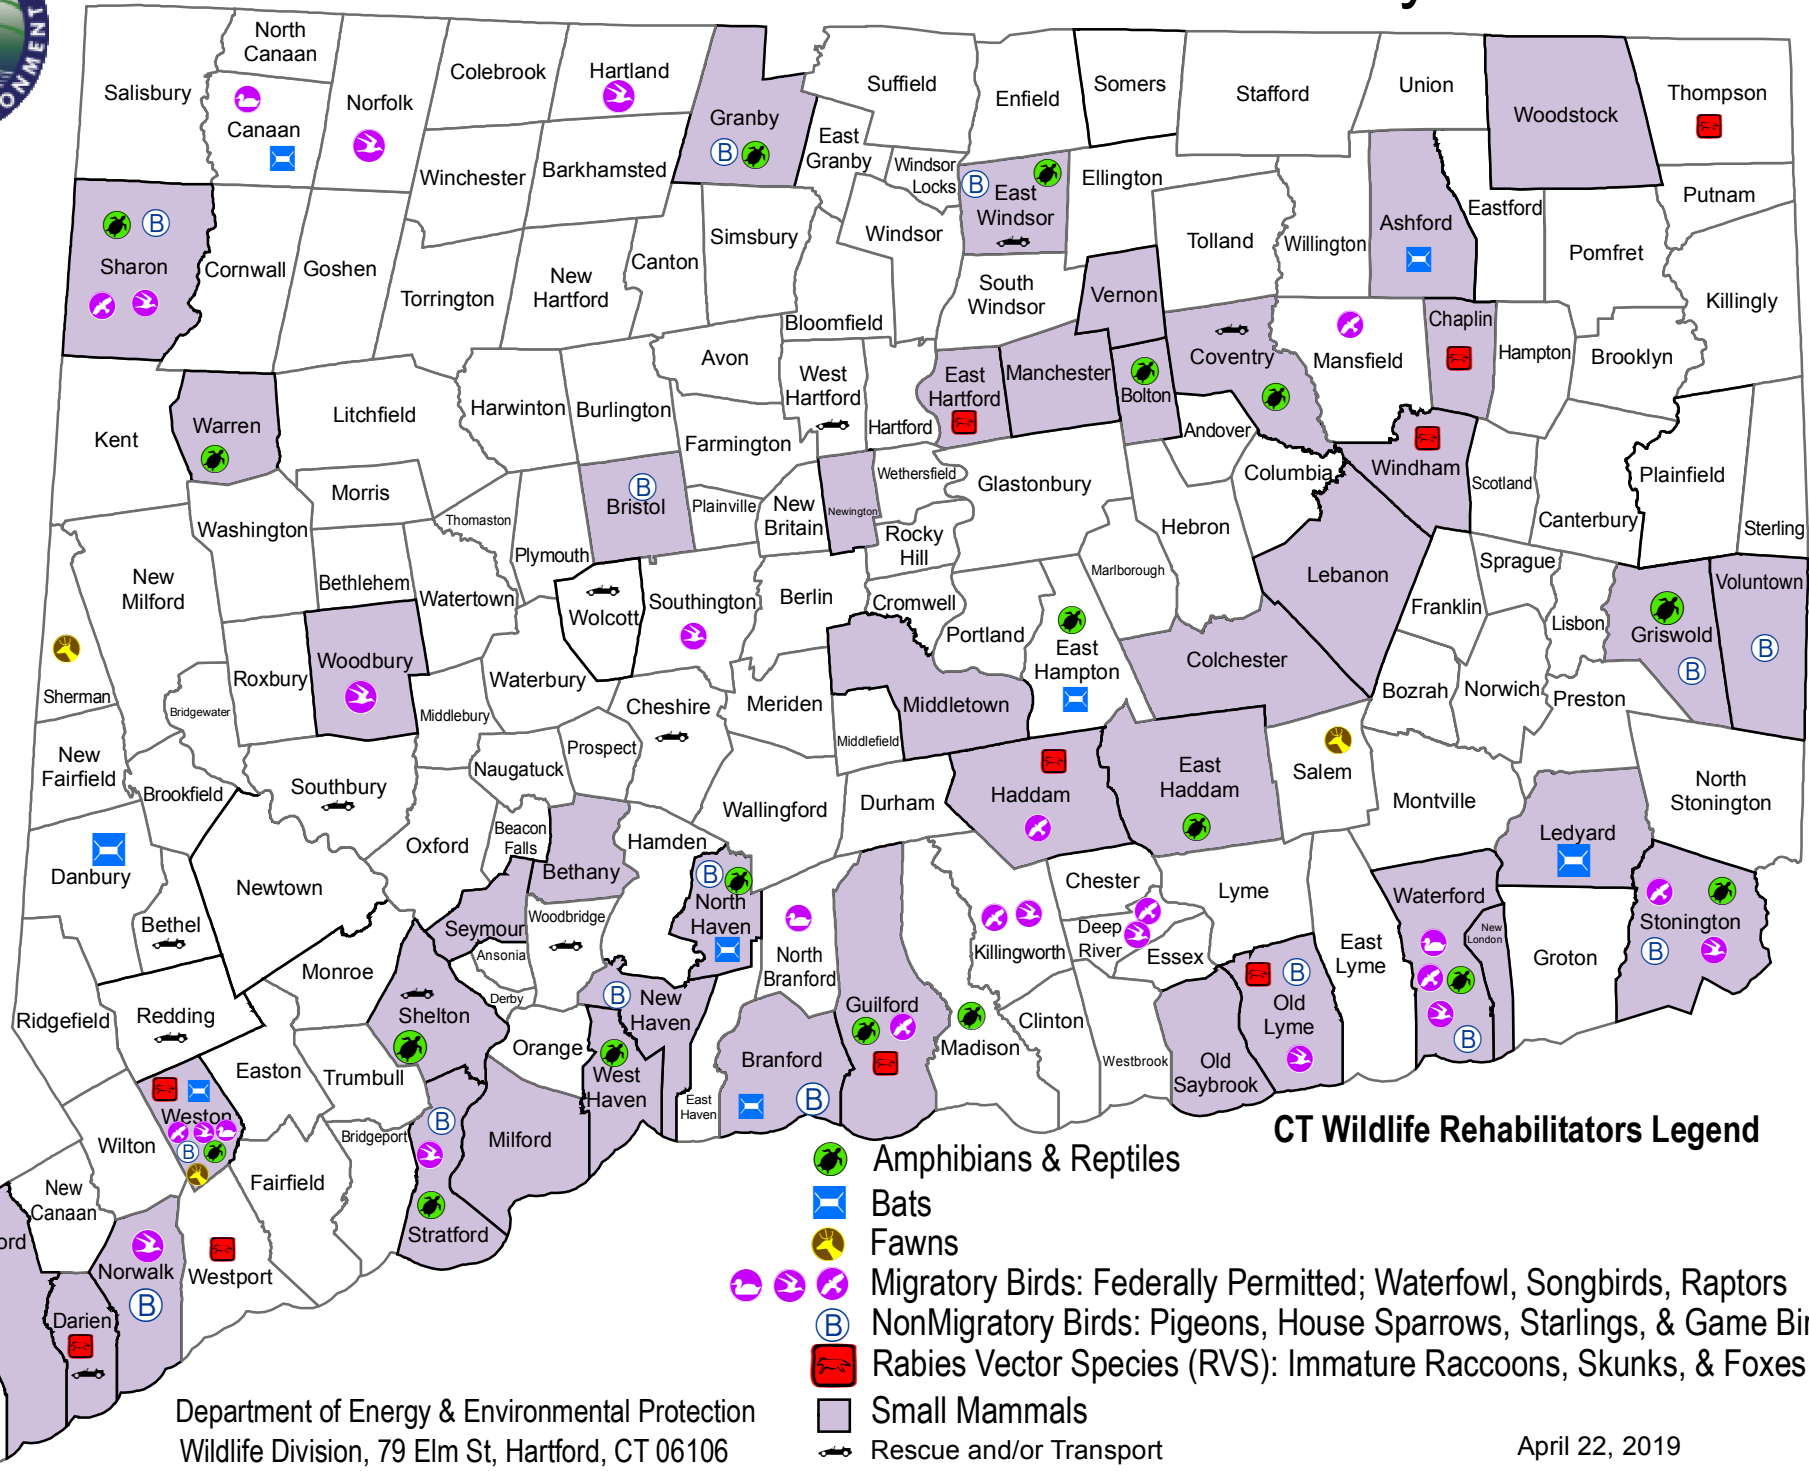 ONMENT
North
Canaan
Salisbury
Colebrook
Hartland
Suffield
Enfield
Somers
Stafford
Union
Thompson
Canaan
Norfolk
Granby
Woodstock
East
Granby
Windsor
Locks
Winchester
Barkhamsted
Ellington
Putnam
East
Windsor
Eastford
Ashford
Sharon
Cornwall
Goshen
Torrington
New
Hartford
Canton
Simsbury
Windsor
Tolland
Willington
Pomfret
South
Windsor
Vernon
Killingly
Bloomfield
Chaplin
Avon
West
Hartford
East
Hartford
Manchester
Bolton
Coventry
Mansfield
Hampton
Brooklyn
Kent
Warren
Litchfield
Harwinton
Burlington
Farmington
Hartford
Andover
Columbia
Windham
Scotland
Plainfield
Morris
Bristol
Plainville
New
Britain
Newington
Wethersfield
Glastonbury
Washington
Thomaston
Plymouth
Rocky
Hill
Hebron
Canterbury
Sterling
New
Milford
Bethlehem
Watertown
Wolcott
Southington
Berlin
Cromwell
Marlborough
Lebanon
Sprague
Voluntown
Franklin
Lisbon
Griswold
Portland
East
Hampton
Colchester
Sherman
Roxbury
Woodbury
Waterbury
Bridgewater
Middlebury
Cheshire
Meriden
Middletown
Bozrah
Norwich
Preston
New
Fairfield
Brookfield
Southbury
Naugatuck
Prospect
Middlefield
Wallingford
Durham
Haddam
East
Haddam
Salem
Montville
North
Stonington
Danbury
Newtown
Oxford
Beacon
Falls
Bethany
Hamden
Ledyard
Bethel
Seymour
Woodbridge
North
Haven
North
Branford
Killingworth
Chester
Deep
River
Essex
Lyme
East
Lyme
Waterford
New
London
Groton
Stonington
Ansonia
Monroe
Derby
Ridgefield
Redding
Shelton
Orange
New
Haven
Guilford
Madison
Clinton
Westbrook
Old
Saybrook
Old
Lyme
Easton
Trumbull
West
Haven
East
Haven
Branford
Weston
Wilton
Bridgeport
Milford
Fairfield
Stratford
New
Canaan
ord
Norwalk
Westport
Darien
CT Wildlife Rehabilitators Legend
Amphibians & Reptiles
Bats
Fawns
Migratory Birds: Federally Permitted; Waterfowl, Songbirds, Raptors
B NonMigratory Birds: Pigeons, House Sparrows, Starlings, & Game Bi
Rabies Vector Species (RVS): Immature Raccoons, Skunks, & Foxes
Small Mammals
Rescue and/or Transport
Department of Energy & Environmental Protection
Wildlife Division, 79 Elm St, Hartford, CT 06106
April 22, 2019